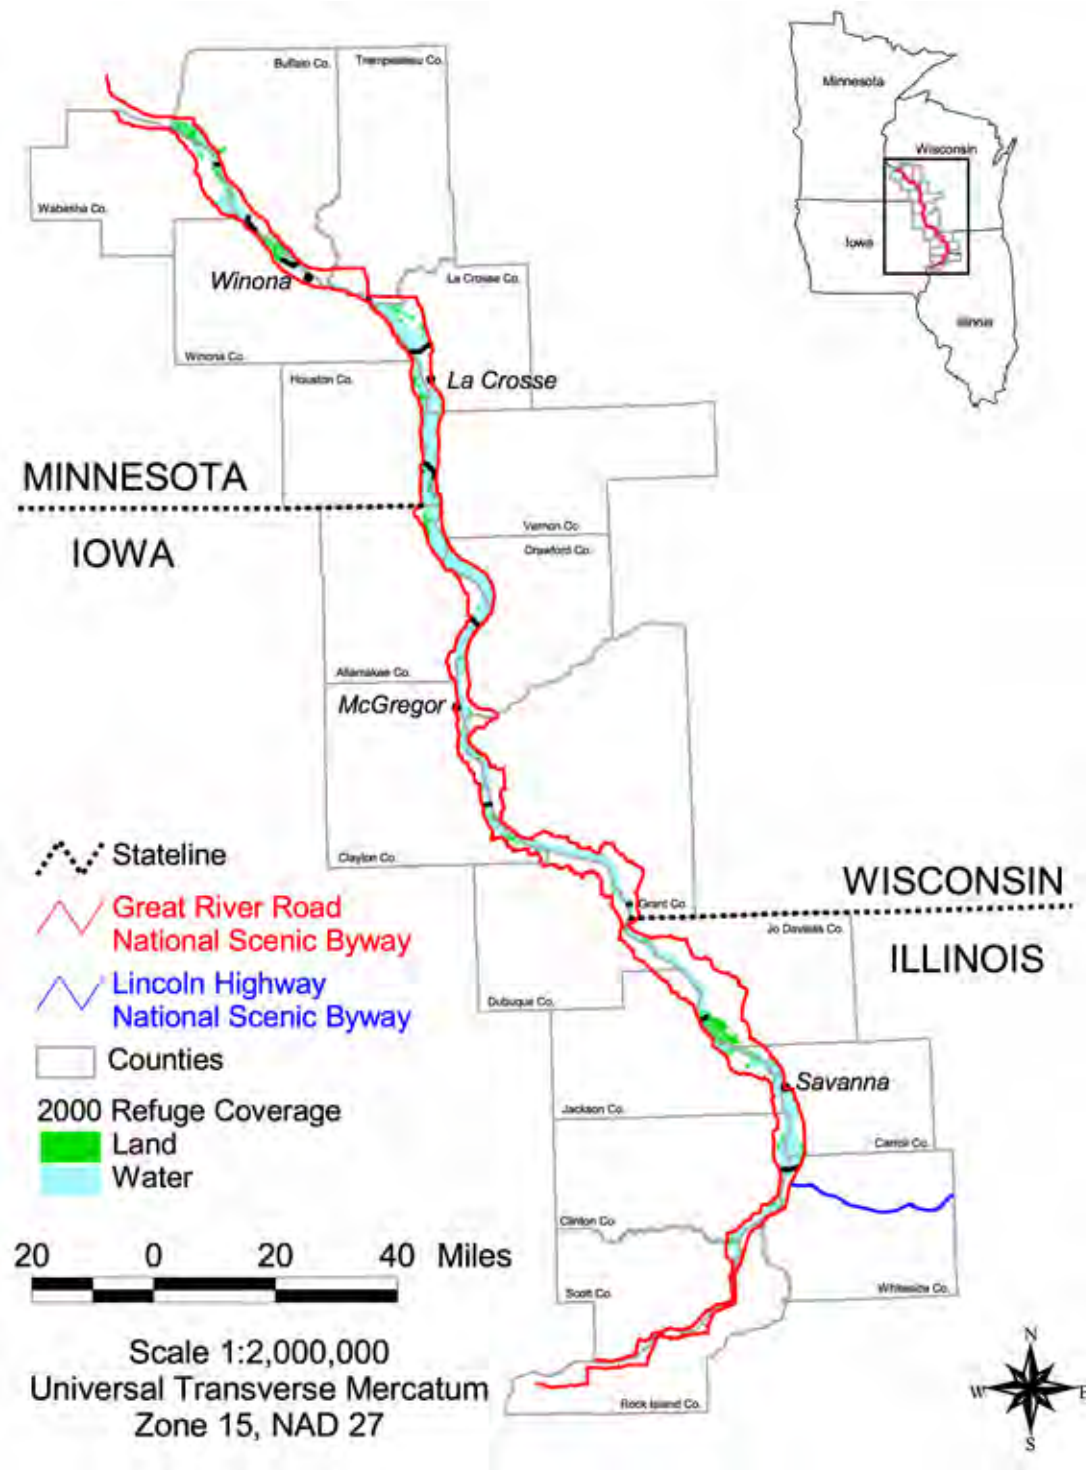 Buffalo Co.
Trempealeau Co.
Minnesota
Wisconsin
Wabasha Co.
Iowa
Winona
La Crosse Co.
Illinois
Winona Co.
Houston Co.
La Crosse
MINNESOTA
IOWA
Vernon Co
Crawford Co.
Allamakee Co.
McGregor
Clayton Co.
Stateline
WISCONSIN
Grant Co.
Great River Road
National Scenic Byway
Jo Daviess Co.
ILLINOIS
Lincoln Highway
National Scenic Byway
Dubuque Co.
Counties
Savanna
2000 Refuge Coverage
Jackson Co.
Land
Carroll Co.
Water
Clinton Co
20 0 20 40 Miles
Scott Co.
Whiteside Co.
Scale 1:2,000,000
Universal Transverse Mercatum
Zone 15, NAD 27
Rock Island Co.
N
W E
S